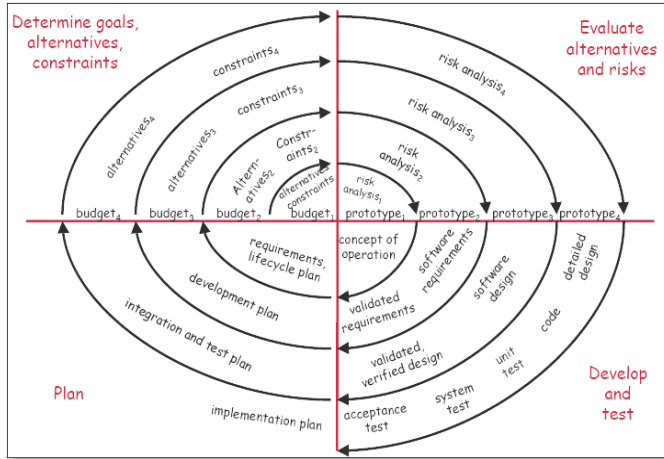 Determine goals,
alternatives,
constraints
Evaluate
alternatives
and risks
constraints4
risk analysis4
alternatives4
constraints3
risk analysis3
alternatives3
Constr-
aints2
risk
analysis2
Altern-
atives2
alternatives
constraints
risk
analysis1
budget4
budget3
budget2
budget1
prototype1
prototype2
prototype3
prototype4
requirements,
lifecycle plan
concept of
operation
software
requirements
software
design
detailed
design
development plan
validated
requirements
integration and test plan
validated,
verified design
code
unit
test
system
test
acceptance
test
implementation plan
Plan
Develop
and
test